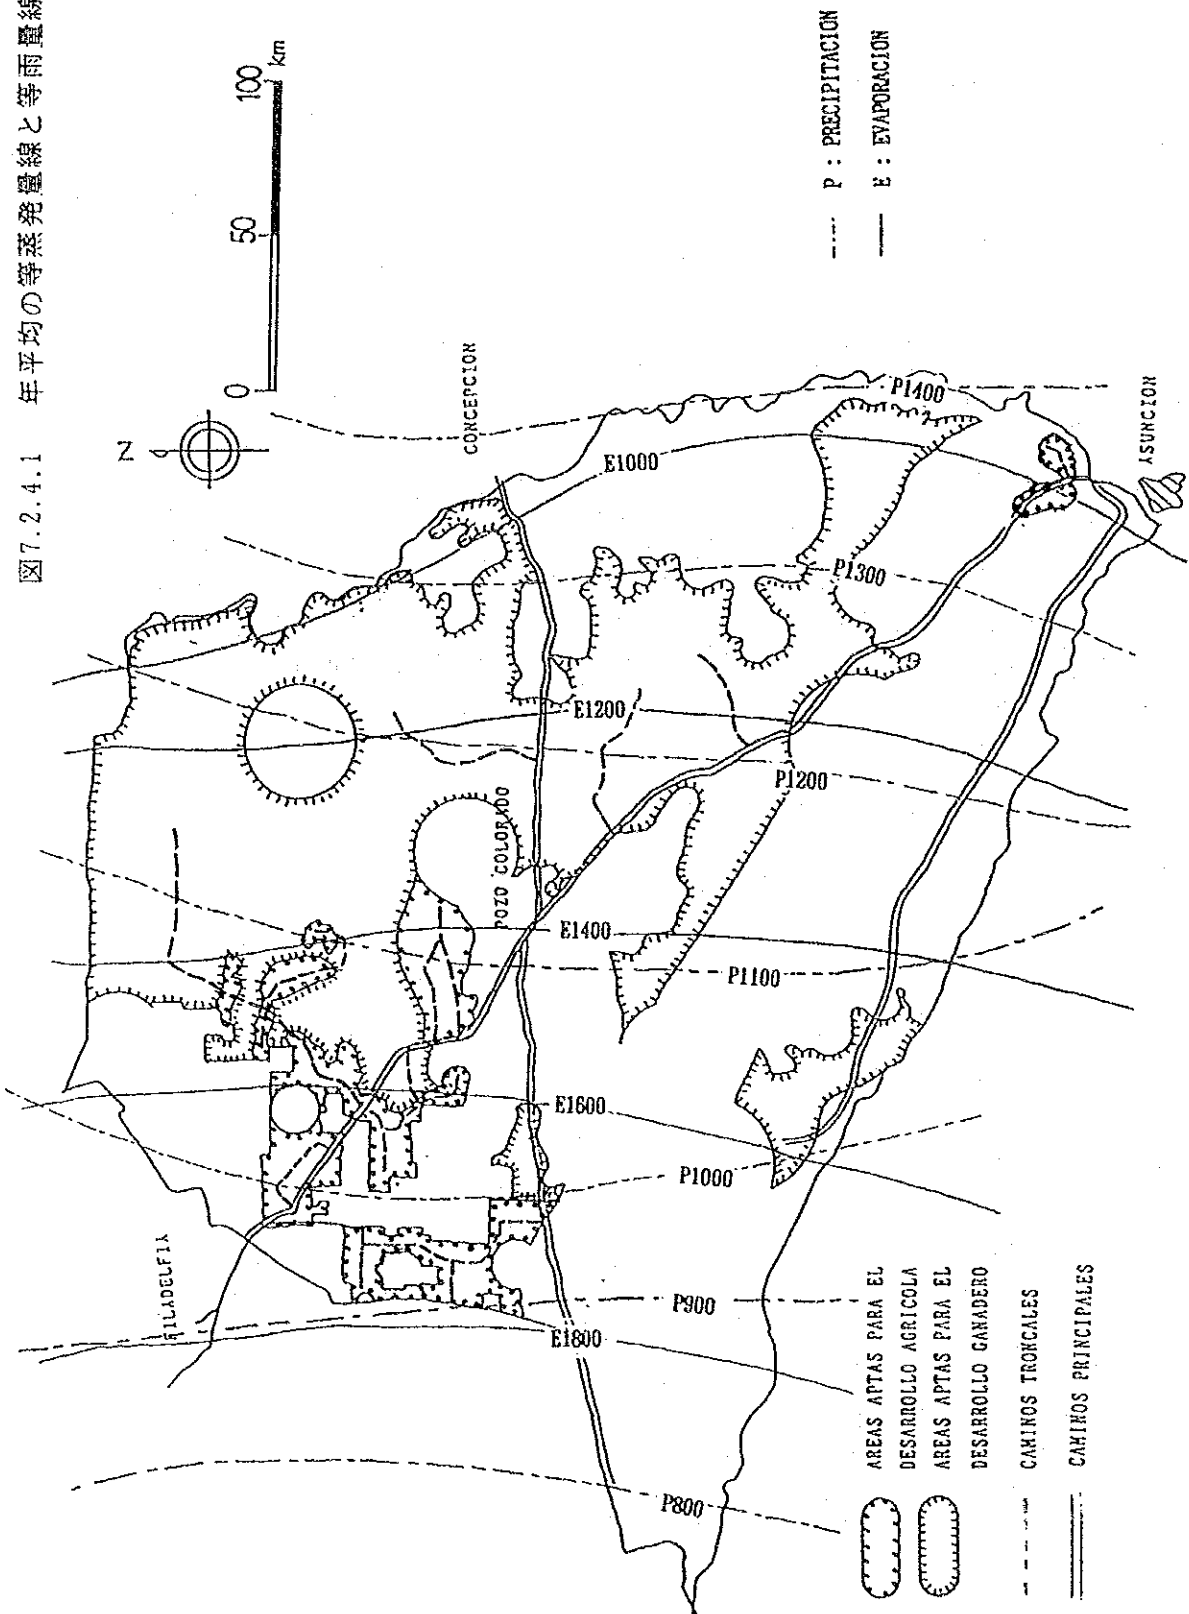 図7.2.4.1 年平均の等蒸発量線と等雨量線
0 50 100 km
N
CONCEPCION
P : PRECIPITACION
E : EVAPORACION
P1400
E1000
ASUNCION
P1300
E1200
P1200
POZO COLORADO
E1400
P1100
E1600
P1000
FILADELFIA
P900
E1800
P800
AREAS APTAS PARA EL
DESARROLLO AGRICOLA
AREAS APTAS PARA EL
DESARROLLO GANADERO
CAMINOS TRONCALES
CAMINOS PRINCIPALES